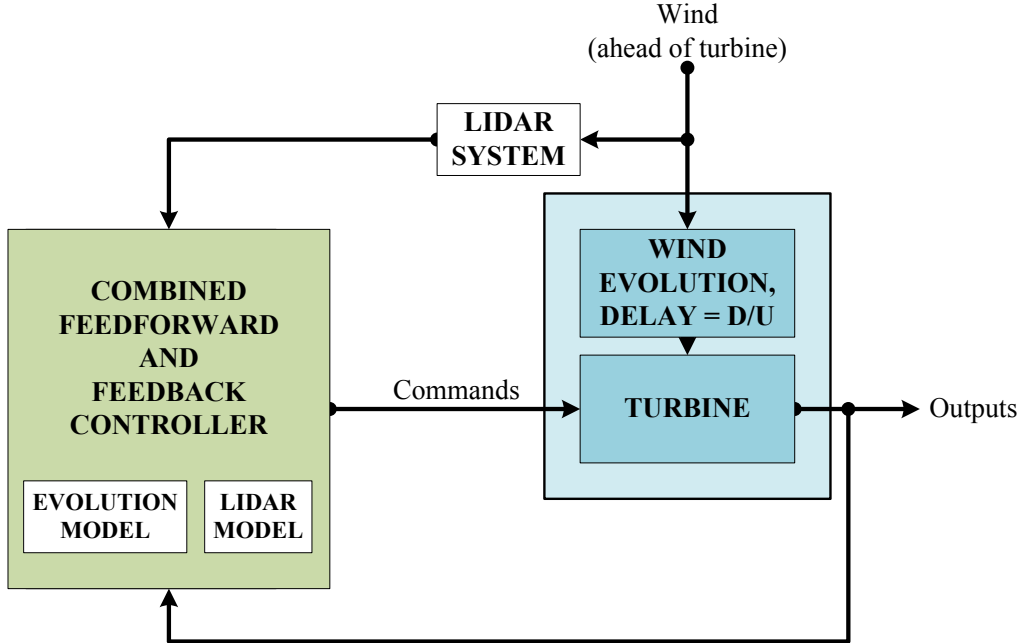 Wind
(ahead of turbine)
LIDAR
SYSTEM
WIND
EVOLUTION,
DELAY = D/U
COMBINED
FEEDFORWARD
AND
FEEDBACK
CONTROLLER
Commands
TURBINE
Outputs
EVOLUTION
MODEL
LIDAR
MODEL